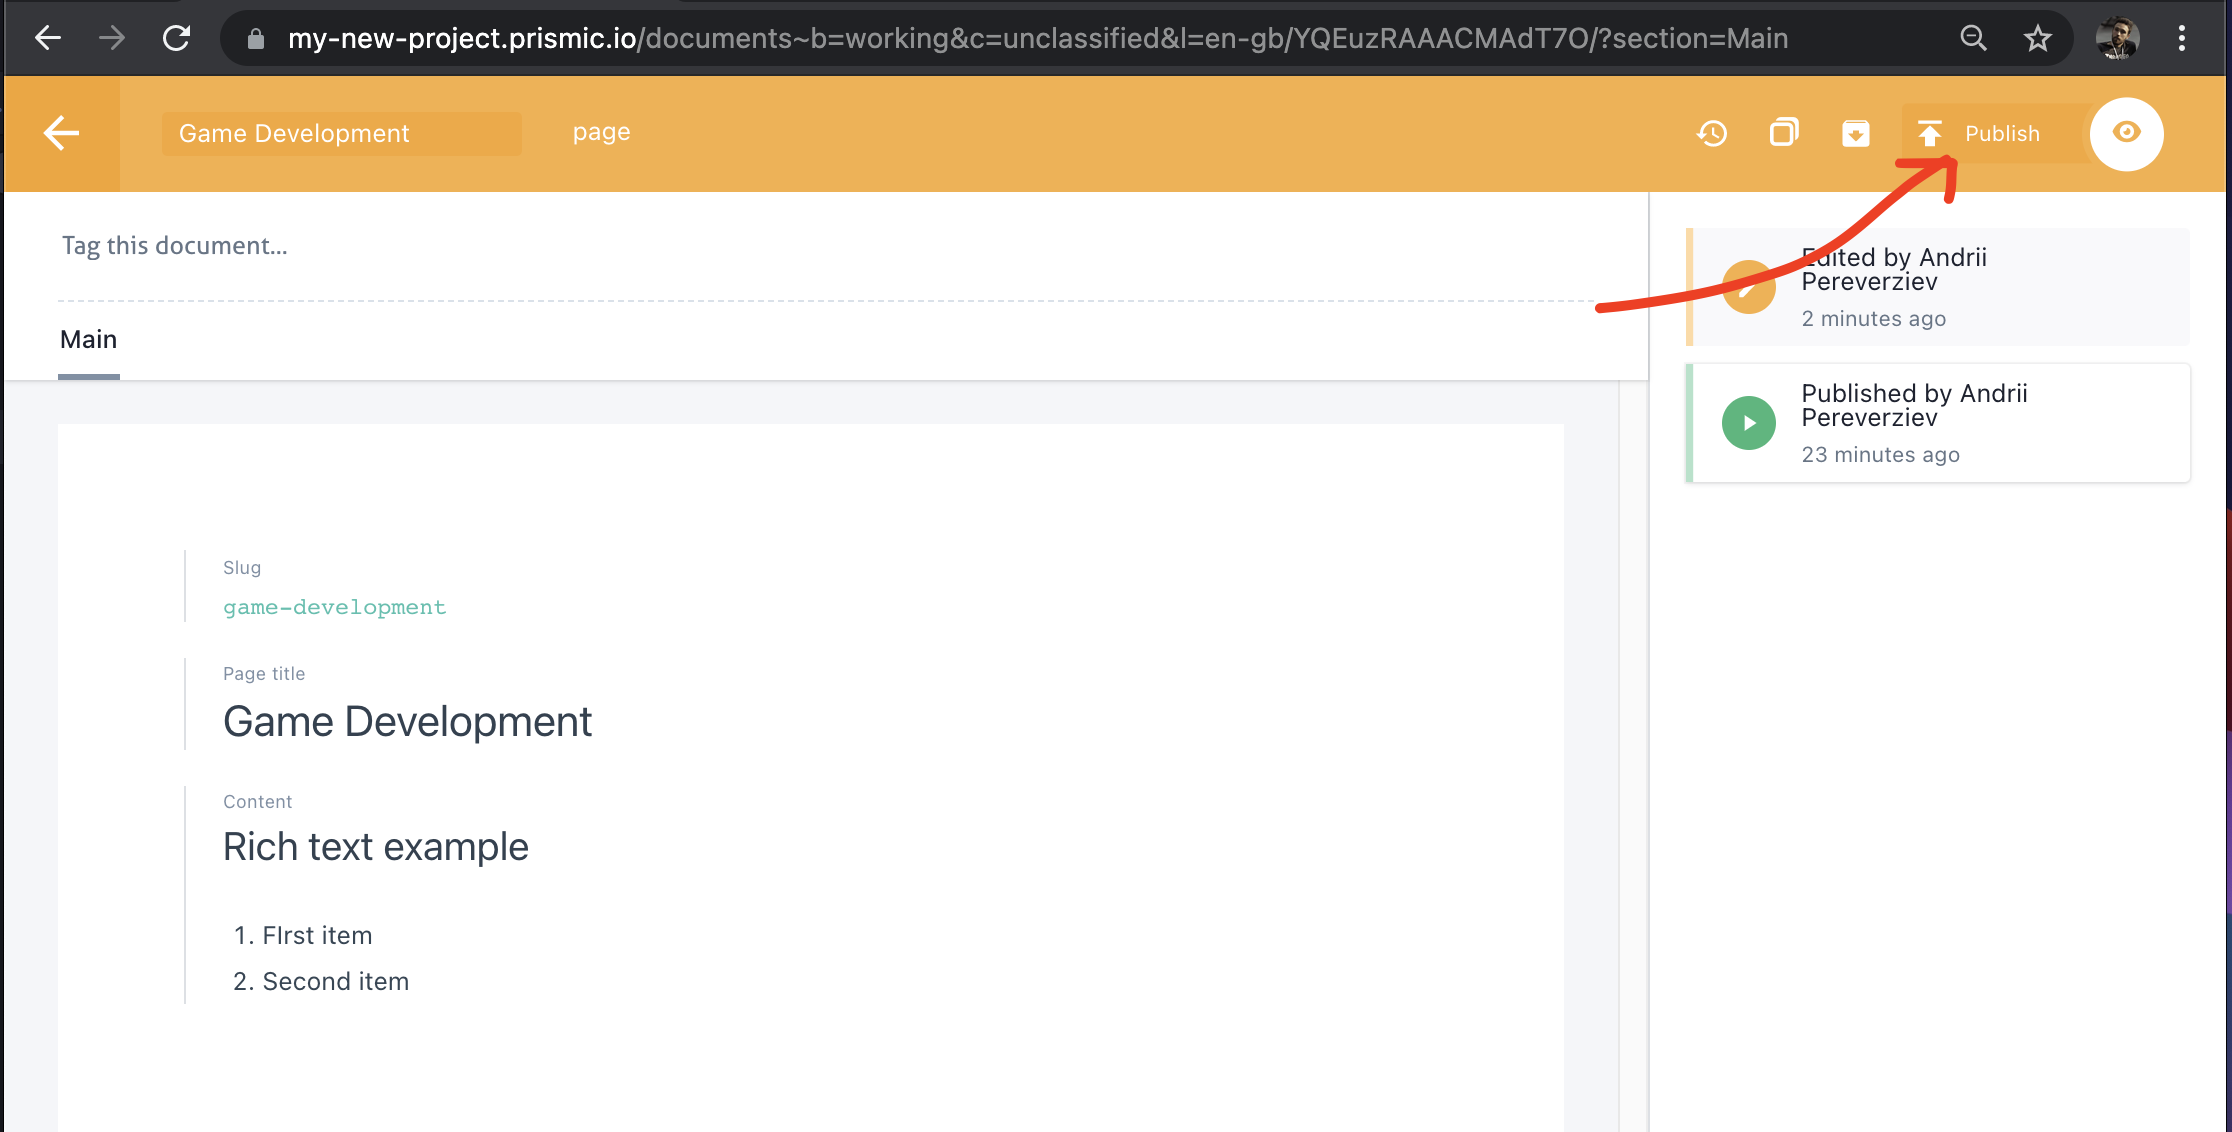 my-new-project.prismic.io/documents~b=working&c=unclassified&l=en-gb/YQEuzRAAACMAdT7O/?section=Main
Game Development
page
Publish
Tag this document...
Main
Edited by Andrii
Pereverziev
2 minutes ago
Published by Andrii
Pereverziev
23 minutes ago
Slug
game-development
Page title
Game Development
Content
Rich text example
1. FIrst item
2. Second item